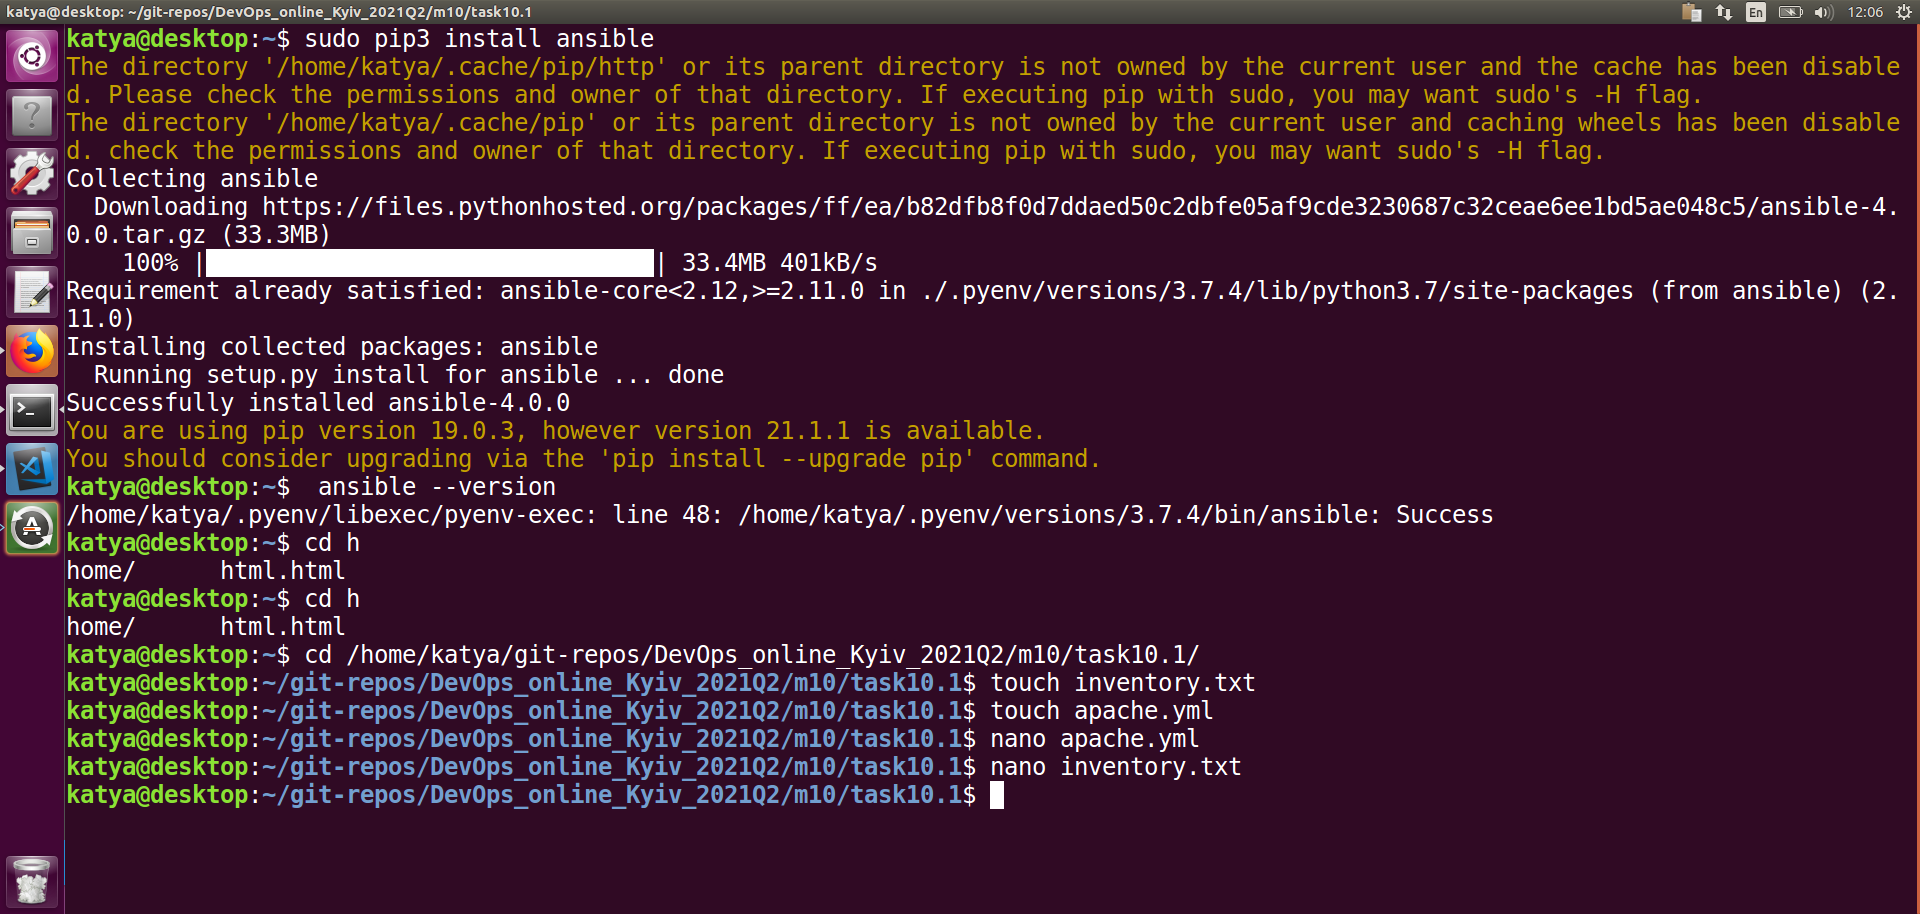 katya@desktop: ~/git-repos/DevOps_online_Kyiv_2021Q2/m10/task10.1
En
12:06
katya@desktop:~$ sudo pip3 install ansible
The directory '/home/katya/.cache/pip/http' or its parent directory is not owned by the current user and the cache has been disable
d. Please check the permissions and owner of that directory. If executing pip with sudo, you may want sudo's -H flag.
The directory '/home/katya/.cache/pip' or its parent directory is not owned by the current user and caching wheels has been disable
d. check the permissions and owner of that directory. If executing pip with sudo, you may want sudo's -H flag.
Collecting ansible
  Downloading https://files.pythonhosted.org/packages/ff/ea/b82dfb8f0d7ddaed50c2dbfe05af9cde3230687c32ceae6ee1bd5ae048c5/ansible-4.
0.0.tar.gz (33.3MB)
    100% |████████████████████████████████| 33.4MB 401kB/s
Requirement already satisfied: ansible-core<2.12,>=2.11.0 in ./.pyenv/versions/3.7.4/lib/python3.7/site-packages (from ansible) (2.
11.0)
Installing collected packages: ansible
  Running setup.py install for ansible ... done
Successfully installed ansible-4.0.0
You are using pip version 19.0.3, however version 21.1.1 is available.
You should consider upgrading via the 'pip install --upgrade pip' command.
katya@desktop:~$  ansible --version
/home/katya/.pyenv/libexec/pyenv-exec: line 48: /home/katya/.pyenv/versions/3.7.4/bin/ansible: Success
katya@desktop:~$ cd h
home/      html.html
katya@desktop:~$ cd h
home/      html.html
katya@desktop:~$ cd /home/katya/git-repos/DevOps_online_Kyiv_2021Q2/m10/task10.1/
katya@desktop:~/git-repos/DevOps_online_Kyiv_2021Q2/m10/task10.1$ touch inventory.txt
katya@desktop:~/git-repos/DevOps_online_Kyiv_2021Q2/m10/task10.1$ touch apache.yml
katya@desktop:~/git-repos/DevOps_online_Kyiv_2021Q2/m10/task10.1$ nano apache.yml
katya@desktop:~/git-repos/DevOps_online_Kyiv_2021Q2/m10/task10.1$ nano inventory.txt
katya@desktop:~/git-repos/DevOps_online_Kyiv_2021Q2/m10/task10.1$